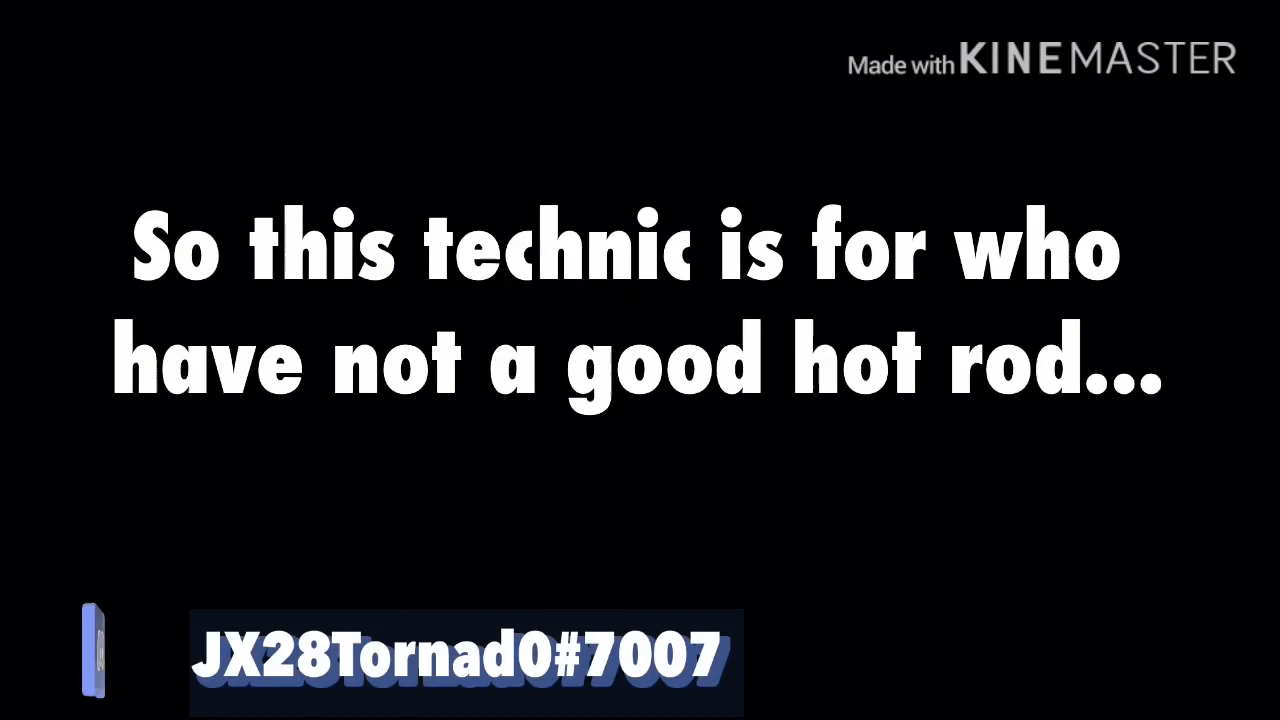 Made with KINEMASTER
So this technic is for who
have not a good hot rod...
JX28Tornad0#7007